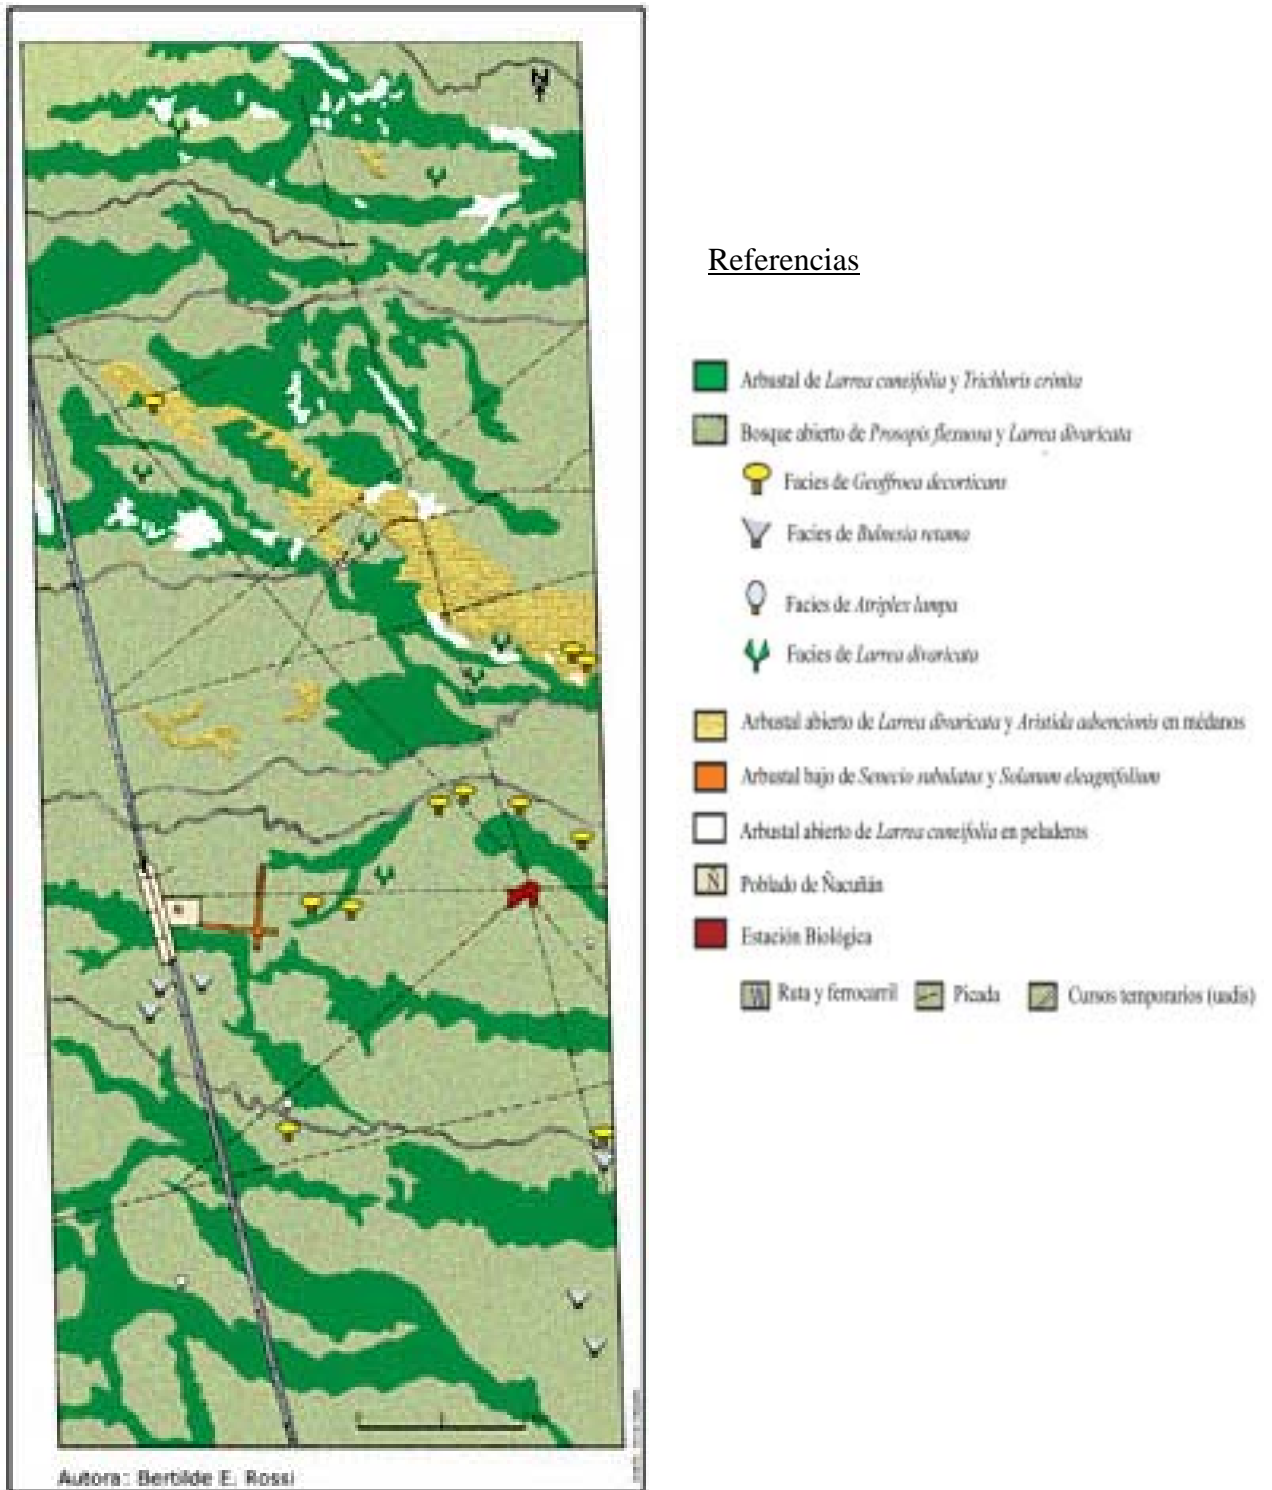 N
Autora: Bertilde E. Rossi
Referencias
Arbustal de Larrea cuneifolia y Trichloris crinita
Bosque abierto de Prosopis flexuosa y Larrea divaricata
Facies de Geoffroea decorticans
Facies de Bulnesia retama
Facies de Atriplex lampa
Facies de Larrea divaricata
Arbustal abierto de Larrea divaricata y Aristida adsencionis en médanos
Arbustal bajo de Senecio subulatus y Solanum eleagnifolium
Arbustal abierto de Larrea cuneifolia en peladeros
Ñ Poblado de Ñacuñán
Estación Biológica
Ruta y ferrocarril Picada Cursos temporarios (uadis)